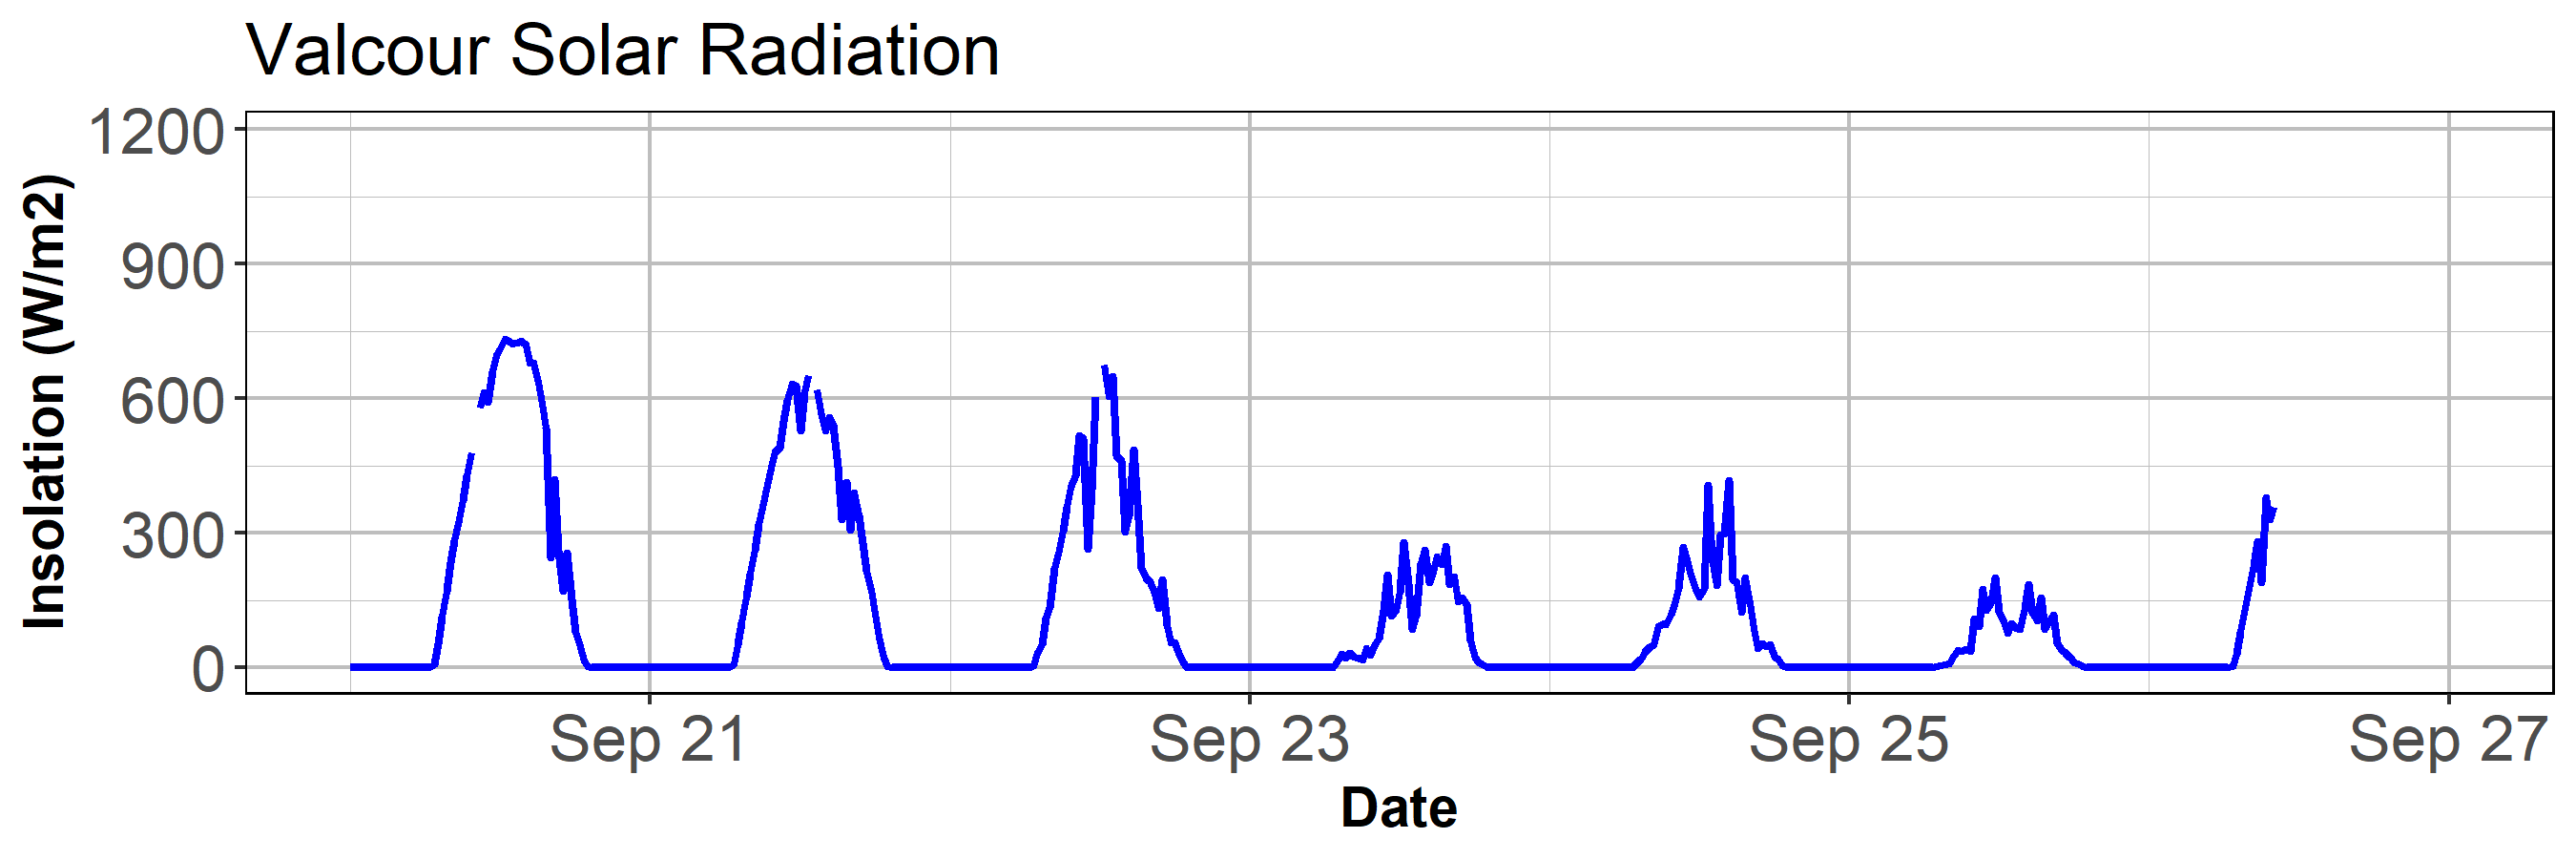 Valcour Solar Radiation
Insolation (W/m2)
1200
900
600
300
0
Sep 21
Sep 23
Sep 25
Sep 27
Date